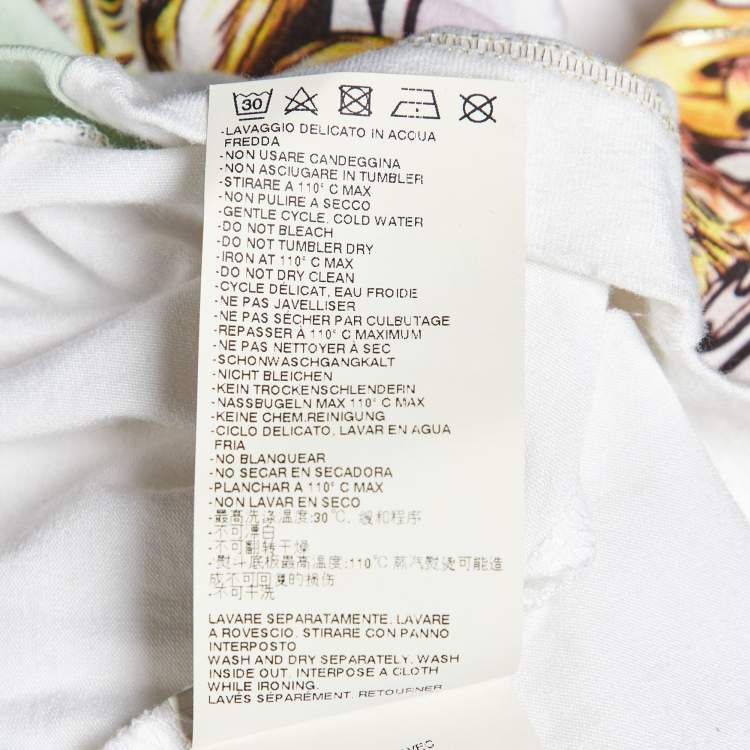 30
-LAVAGGIO DELICATO IN ACQUA
FREDDA
-NON USARE CANDEGGINA
-NON ASCIUGARE IN TUMBLER
-STIRARE A 110° C MAX
-NON PULIRE A SECCO
-GENTLE CYCLE, COLD WATER
-DO NOT BLEACH
-DO NOT TUMBLER DRY
-IRON AT 110° C MAX
-DO NOT DRY CLEAN
-CYCLE DÉLICAT, EAU FROIDE
-NE PAS JAVELLISER
-NE PAS SÉCHER PAR CULBUTAGE
-REPASSER À 110° C MAXIMUM
-NE PAS NETTOYER À SEC
-SCHONWASCHGANGKALT
-NICHT BLEICHEN
-KEIN TROCKENSCHLENDERIN
-NASSBUGELN MAX 110° C MAX
-KEINE CHEM.REINIGUNG
-CICLO DELICATO, LAVAR EN AGUA
FRIA
-NO BLANQUEAR
-NO SECAR EN SECADORA
-PLANCHAR A 110° C MAX
-NON LAVAR EN SECO
-最高洗涤温度:30℃, 缓和程序
-不可漂白
-不可翻转干燥
-熨斗底板最高温度:110℃ 蒸汽熨烫可能造
成不可回复的损伤
-不可干洗
LAVARE SEPARATAMENTE. LAVARE
A ROVESCIO, STIRARE CON PANNO
INTERPOSTO
WASH AND DRY SEPARATELY, WASH
INSIDE OUT, INTERPOSE A CLOTH
WHILE IRONING.
LAVÉS SÉPARÉMENT, RETOURNER
AVEC